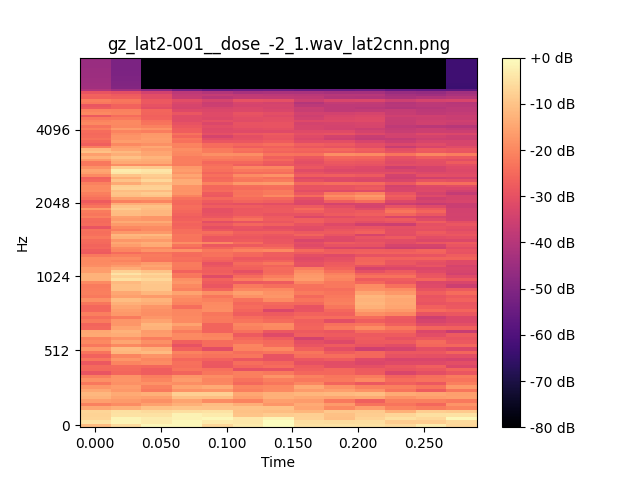 gz_lat2-001__dose_-2_1.wav_lat2cnn.png
+0 dB
-10 dB
-20 dB
-30 dB
-40 dB
-50 dB
-60 dB
-70 dB
-80 dB
4096
2048
1024
512
0
Hz
0.000 0.050 0.100 0.150 0.200 0.250
Time